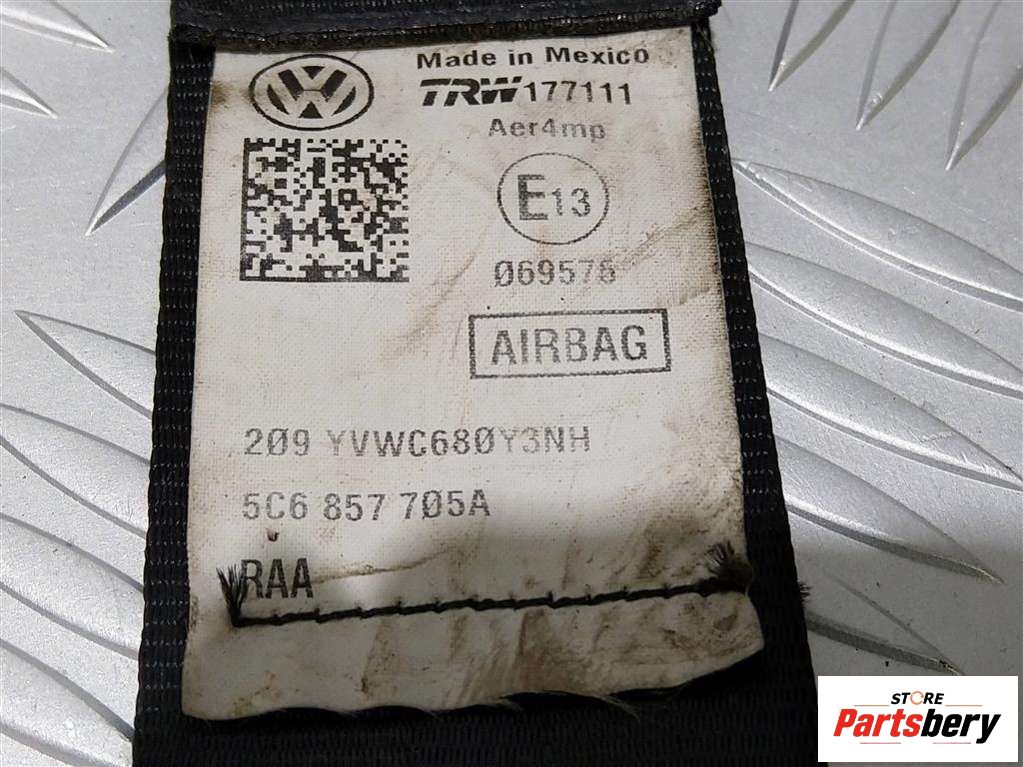 Made in Mexico
TRW 177111
Aer4mp
E13
069576
AIRBAG
209 YVWC680Y3NH
5C6 857 705A
RAA
STORE
Partsbery